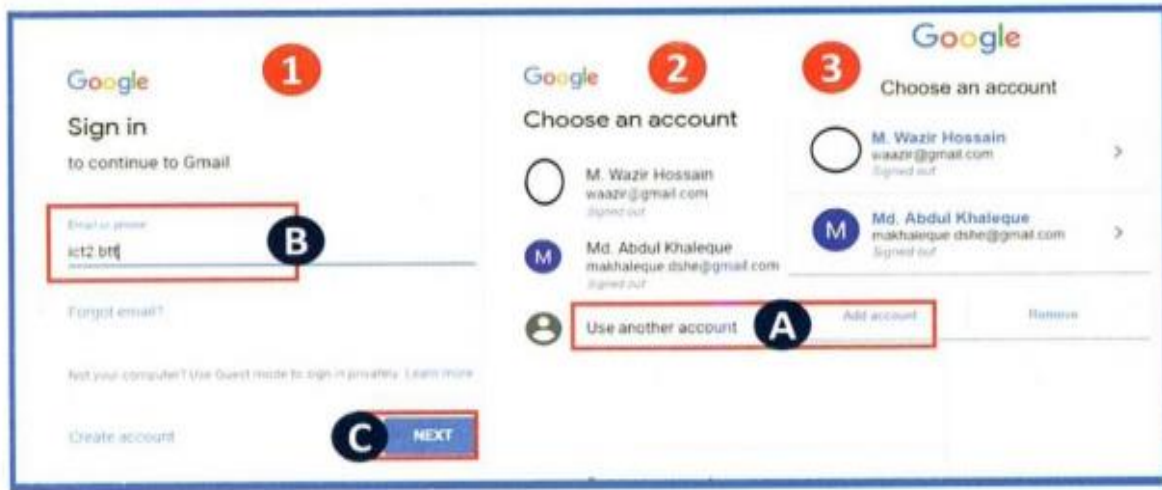 1
Google
Sign in
to continue to Gmail
Email or phone
ict2.btt
B
Forgot email?
Not your computer? Use Guest mode to sign in privately. Learn more
Create account
C
NEXT
2
Google
Choose an account
M. Wazir Hossain
waazir@gmail.com
Signed out
M
Md. Abdul Khaleque
makhaleque.dshe@gmail.com
Signed out
Use another account
A
3
Google
Choose an account
M. Wazir Hossain
waazir@gmail.com
Signed out
M
Md. Abdul Khaleque
makhaleque.dshe@gmail.com
Signed out
Add account
Remove